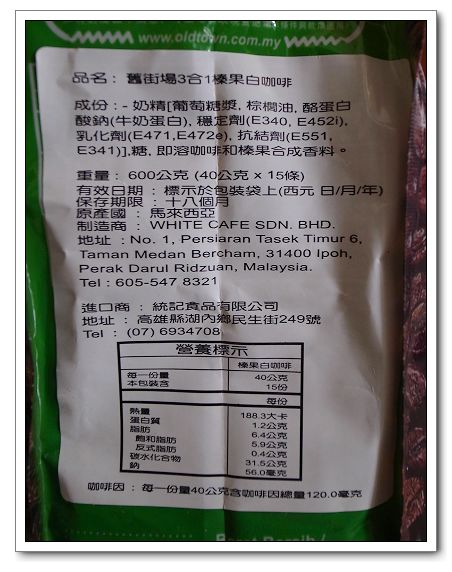 www.oldtown.com.my
品名：舊街場3合1榛果白咖啡
成份：- 奶精[葡萄糖漿, 棕櫚油, 酪蛋白
酸鈉(牛奶蛋白), 穩定劑(E340, E452i),
乳化劑(E471,E472e), 抗結劑(E551,
E341)],糖, 即溶咖啡和榛果合成香料。
重量：600公克 (40公克 x 15條)
有效日期：標示於包裝袋上(西元 日/月/年)
保存期限：十八個月
原產國：馬來西亞
制造商：WHITE CAFE SDN. BHD.
地址：No. 1, Persiaran Tasek Timur 6,
Taman Medan Bercham, 31400 Ipoh,
Perak Darul Ridzuan, Malaysia.
Tel : 605-547 8321
進口商：統記食品有限公司
地址：高雄縣湖內鄉民生街249號
Tel : (07) 6934708
營養標示
榛果白咖啡
每一份量 40公克
本包裝含 15份
每份
熱量 188.3大卡
蛋白質 1.2公克
脂肪 6.4公克
飽和脂肪 5.9公克
反式脂肪 0.4公克
碳水化合物 31.5公克
鈉 56.0毫克
咖啡因：每一份量40公克含咖啡因總量120.0毫克